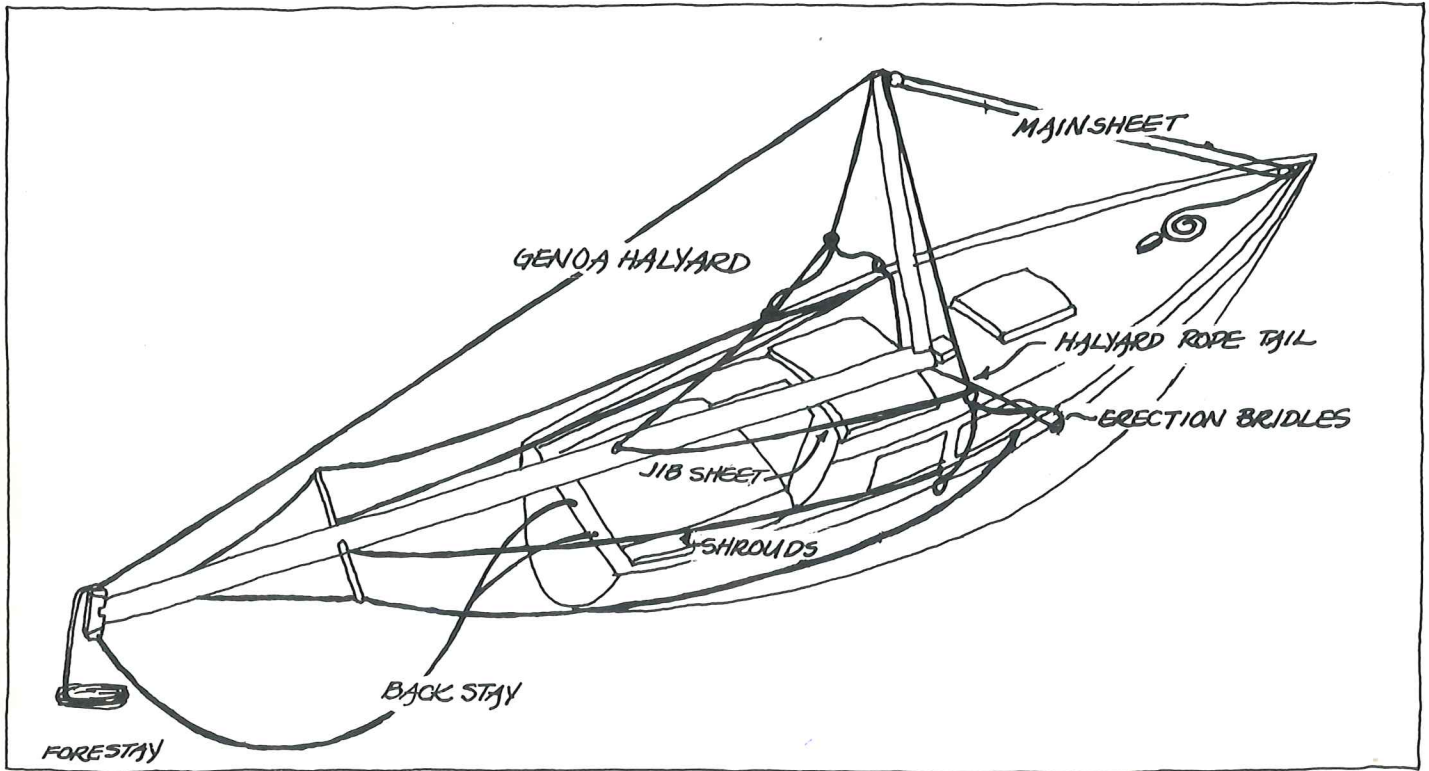 MAINSHEET
GENOA HALYARD
HALYARD ROPE TAIL
ERECTION BRIDLES
JIB SHEET
SHROUDS
BACK STAY
FORESTAY